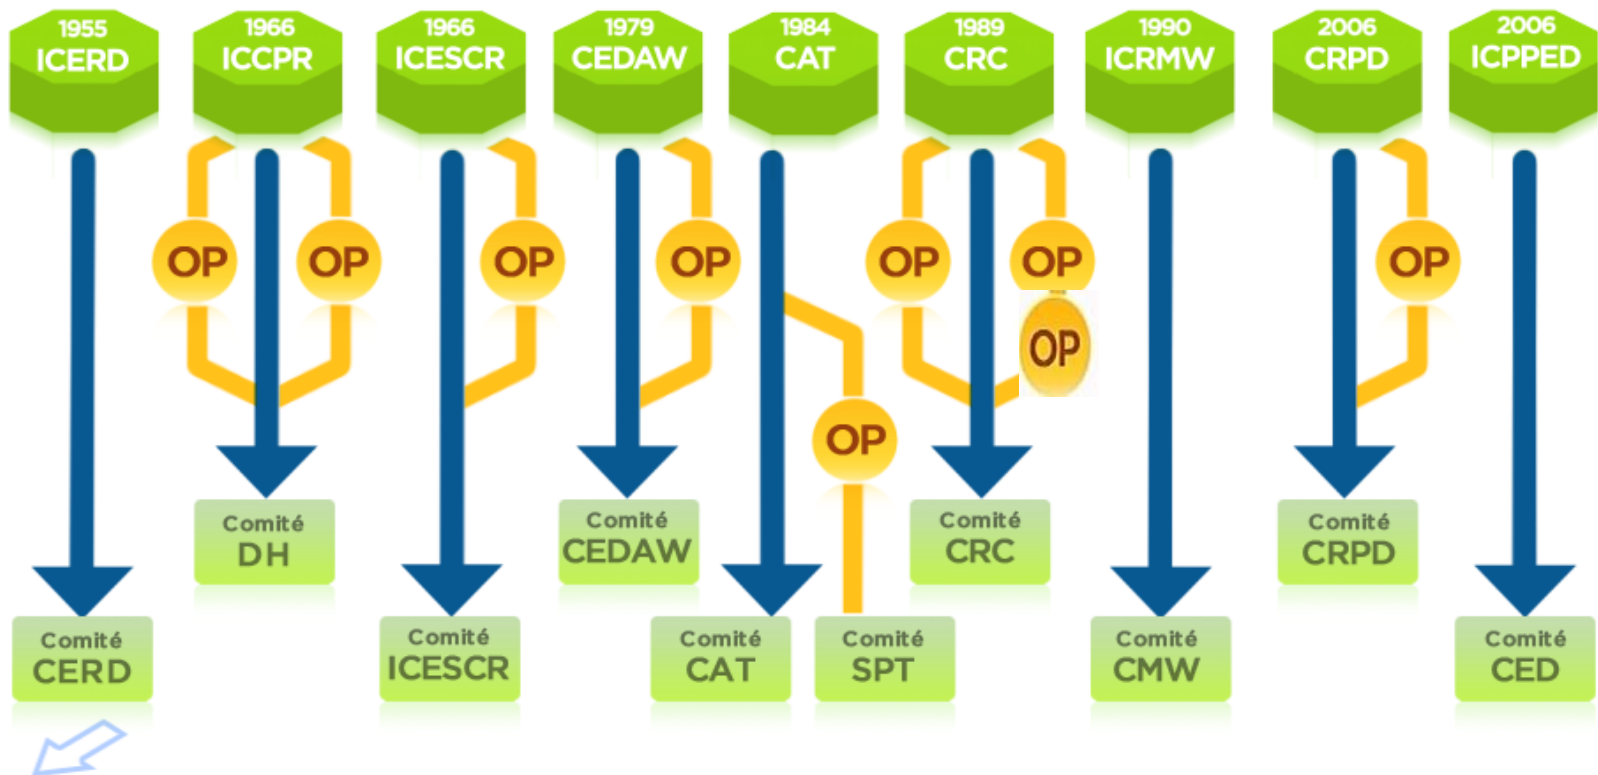 1955
ICERD
1966
ICCPR
1966
ICESCR
1979
CEDAW
1984
CAT
1989
CRC
1990
ICRMW
2006
CRPD
2006
ICPPED
OP
OP
OP
OP
OP
OP
OP
OP
OP
Comité
DH
Comité
CEDAW
Comité
CRC
Comité
CRPD
Comité
CERD
Comité
ICESCR
Comité
CAT
Comité
SPT
Comité
CMW
Comité
CED